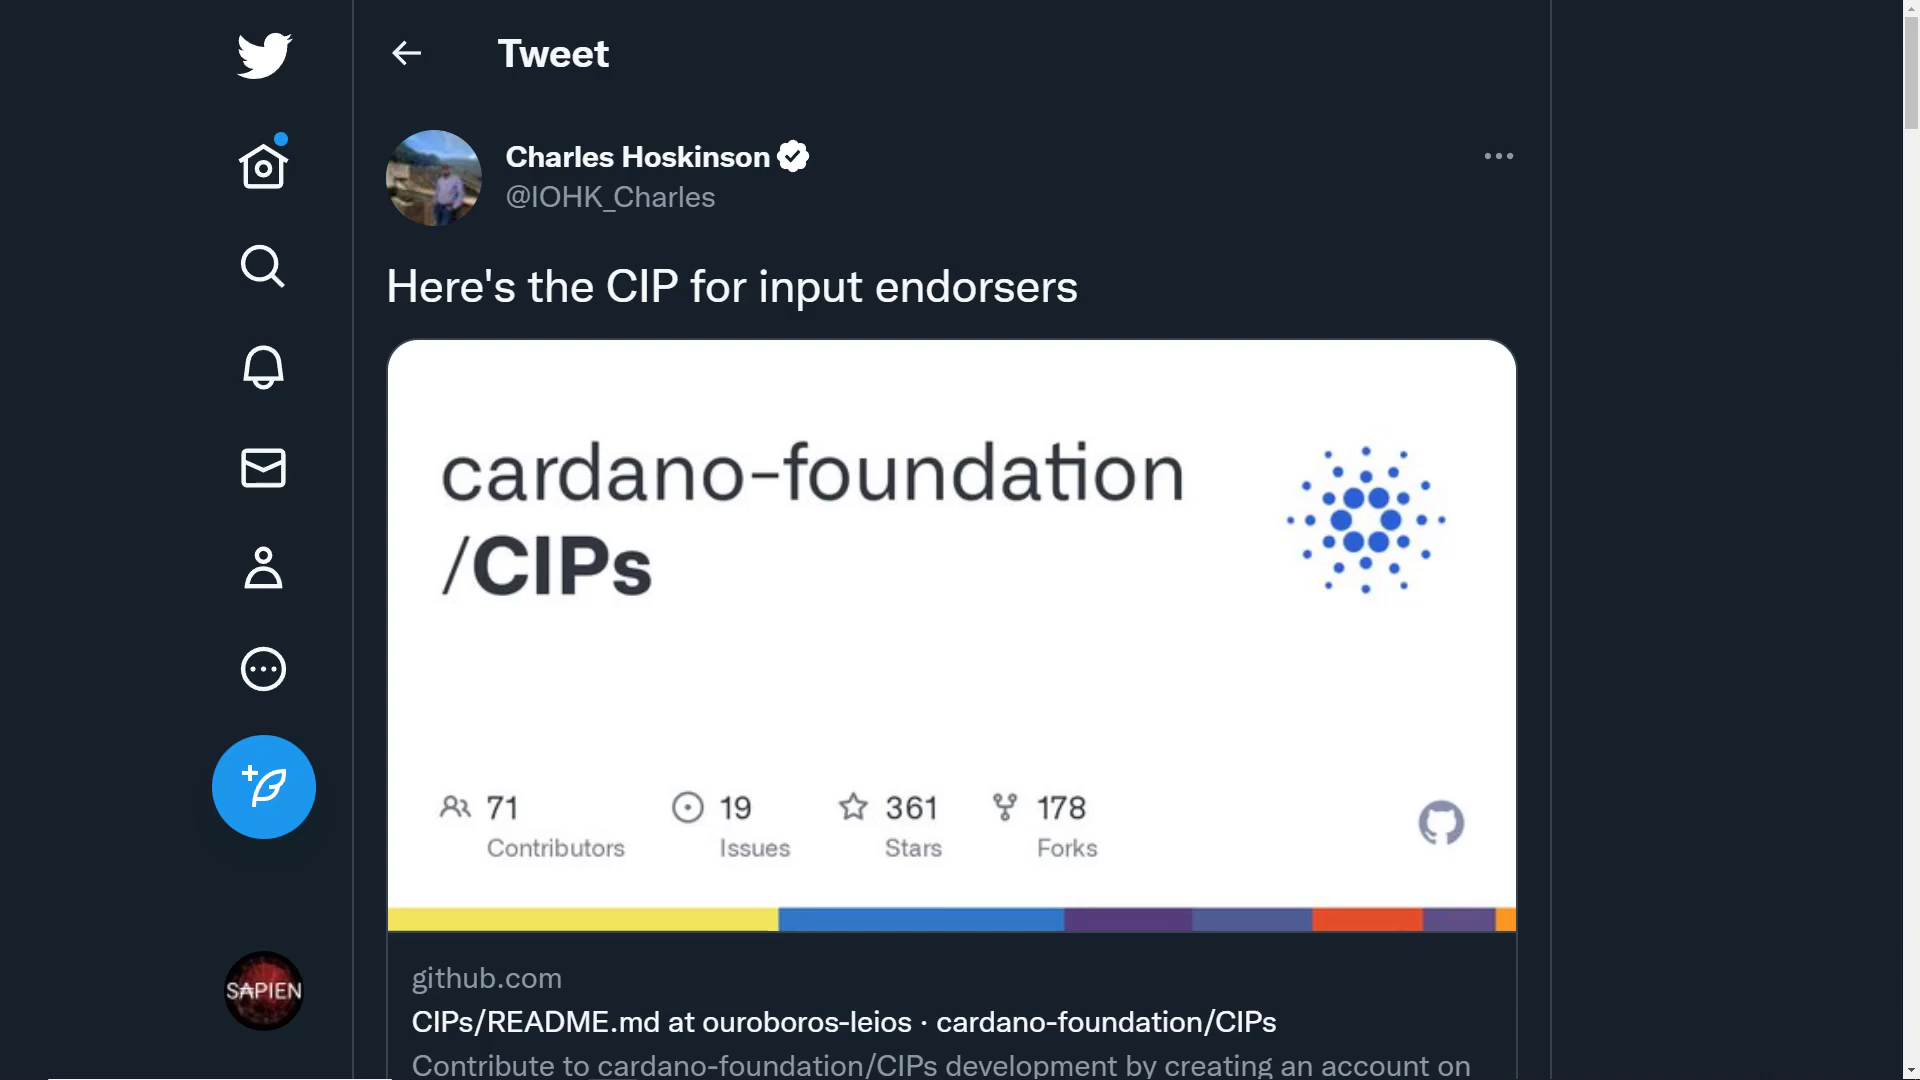 Tweet
Charles Hoskinson
@IOHK_Charles
Here's the CIP for input endorsers
cardano-foundation
/CIPs
71
Contributors
19
Issues
361
Stars
178
Forks
github.com
CIPs/README.md at ouroboros-leios · cardano-foundation/CIPs
Contribute to cardano-foundation/CIPs development by creating an account on
SAPIEN